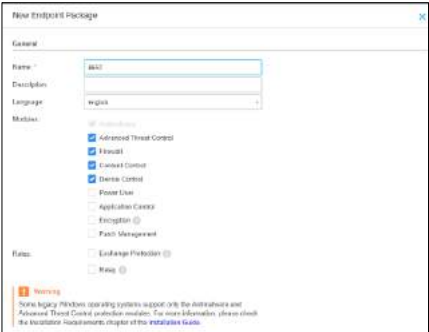 New Endpoint Package
General
Name: *
Description:
Language: English
Modules: Antimalware
Advanced Threat Control
Firewall
Content Control
Device Control
Power User
Application Control
Encryption
Patch Management
Roles: Exchange Protection
Relay
Warning
Some legacy Windows operating systems support only the Antimalware and
Advanced Threat Control protection modules. For more information, please check
the Installation Requirements chapter of the Installation Guide.